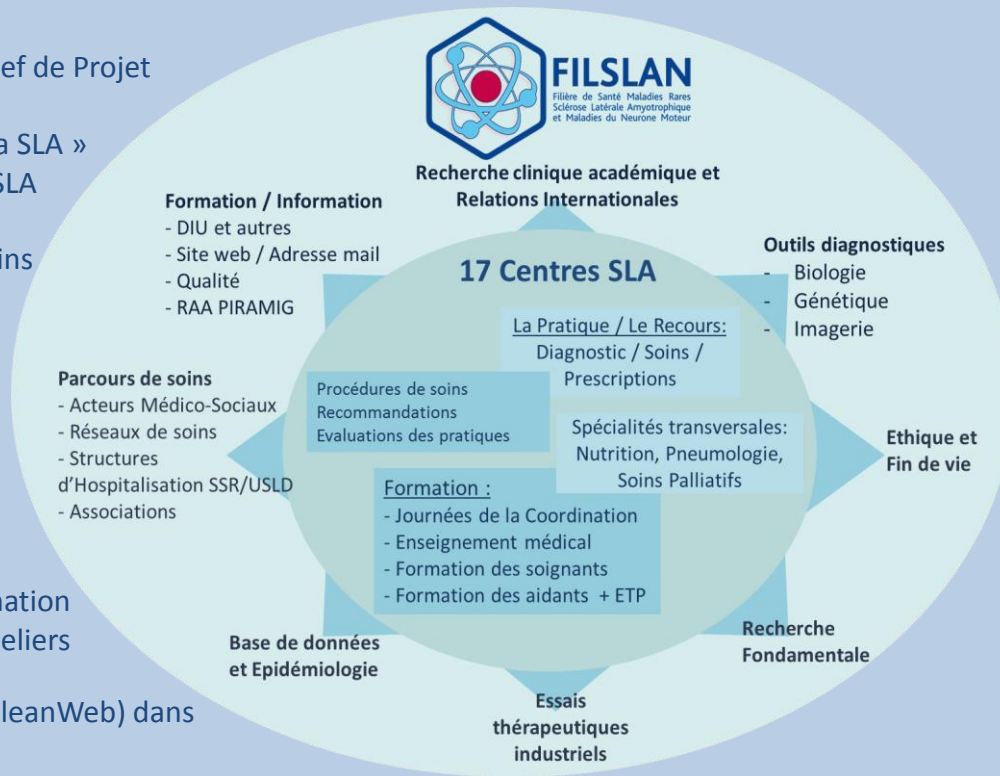 ef de Projet
a SLA »
SLA
ins
nation
eliers
leanWeb) dans
FILSLAN
Filière de Santé Maladies Rares
Sclérose Latérale Amyotrophique
et Maladies du Neurone Moteur
Recherche clinique académique et
Relations Internationales
Formation / Information
- DIU et autres
- Site web / Adresse mail
- Qualité
- RAA PIRAMIG
Outils diagnostiques
- Biologie
- Génétique
- Imagerie
17 Centres SLA
La Pratique / Le Recours:
Diagnostic / Soins /
Prescriptions
Parcours de soins
- Acteurs Médico-Sociaux
- Réseaux de soins
- Structures
d'Hospitalisation SSR/USLD
- Associations
Procédures de soins
Recommandations
Evaluations des pratiques
Spécialités transversales:
Nutrition, Pneumologie,
Soins Palliatifs
Ethique et
Fin de vie
Formation :
- Journées de la Coordination
- Enseignement médical
- Formation des soignants
- Formation des aidants + ETP
Base de données
et Epidémiologie
Recherche
Fondamentale
Essais
thérapeutiques
industriels